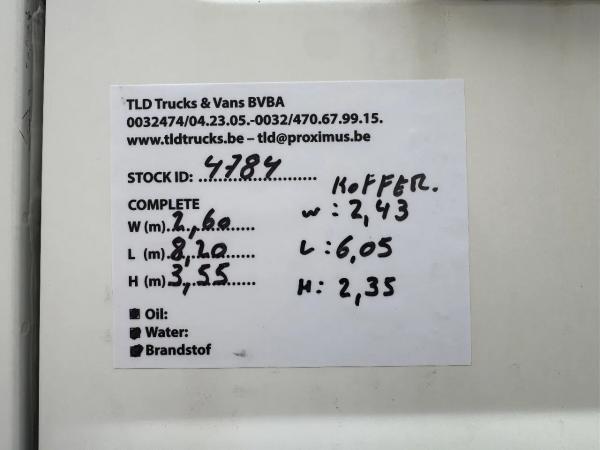 TLD Trucks & Vans BVBA
0032474/04.23.05.-0032/470.67.99.15.
www.tldtrucks.be – tld@proximus.be
STOCK ID: 4784
COMPLETE
W (m) 2,60
L (m) 8,20
H (m) 3,55
KOFFER.
W: 2,43
L: 6,05
H: 2,35
Oil:
Water:
Brandstof